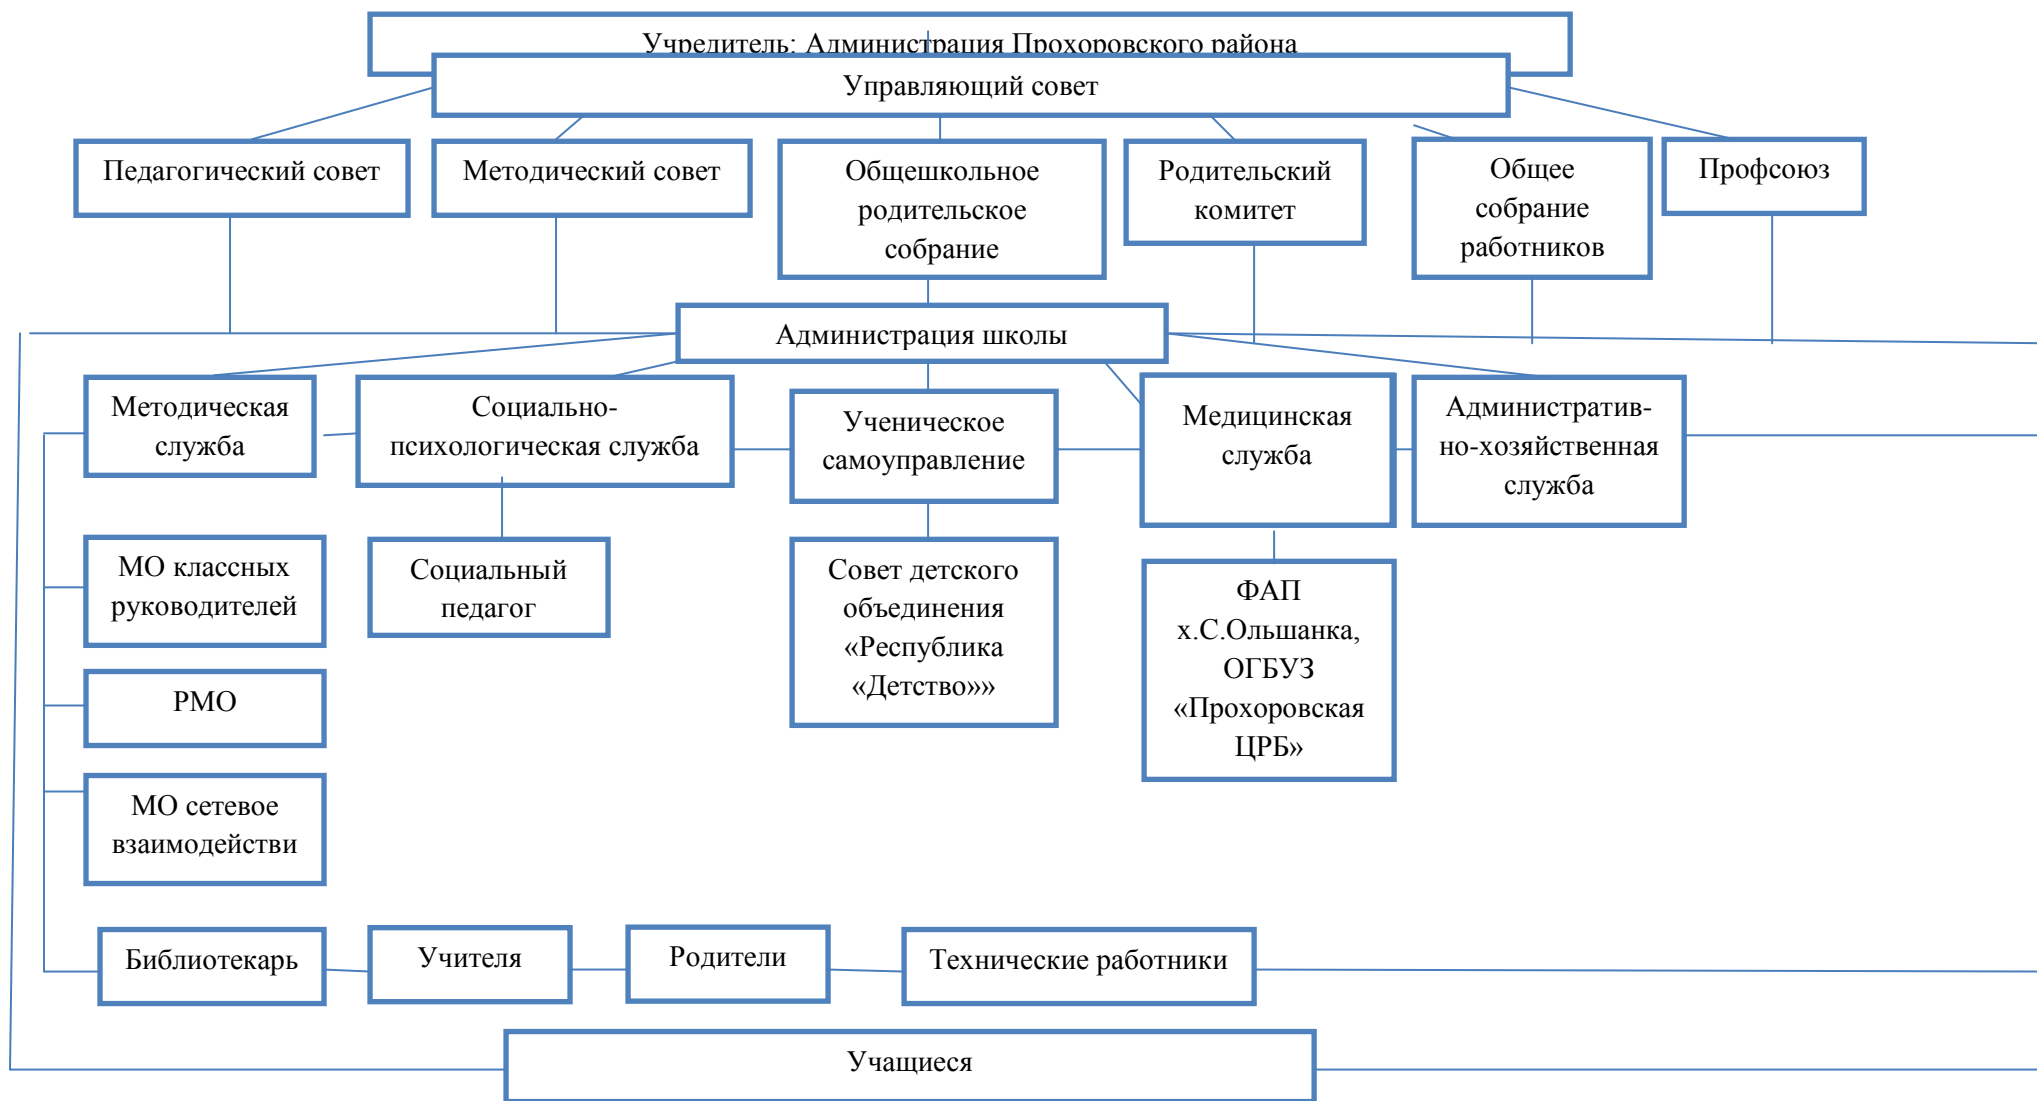 Учредитель: Администрация Прохоровского района
Управляющий совет
Педагогический совет
Методический совет
Общешкольное
родительское
собрание
Родительский
комитет
Общее
собрание
работников
Профсоюз
Администрация школы
Методическая
служба
Социально-
психологическая служба
Ученическое
самоуправление
Медицинская
служба
Административ-
но-хозяйственная
служба
МО классных
руководителей
Социальный
педагог
Совет детского
объединения
«Республика
«Детство»»
ФАП
х.С.Ольшанка,
ОГБУЗ
«Прохоровская
ЦРБ»
РМО
МО сетевое
взаимодействи
Библиотекарь
Учителя
Родители
Технические работники
Учащиеся